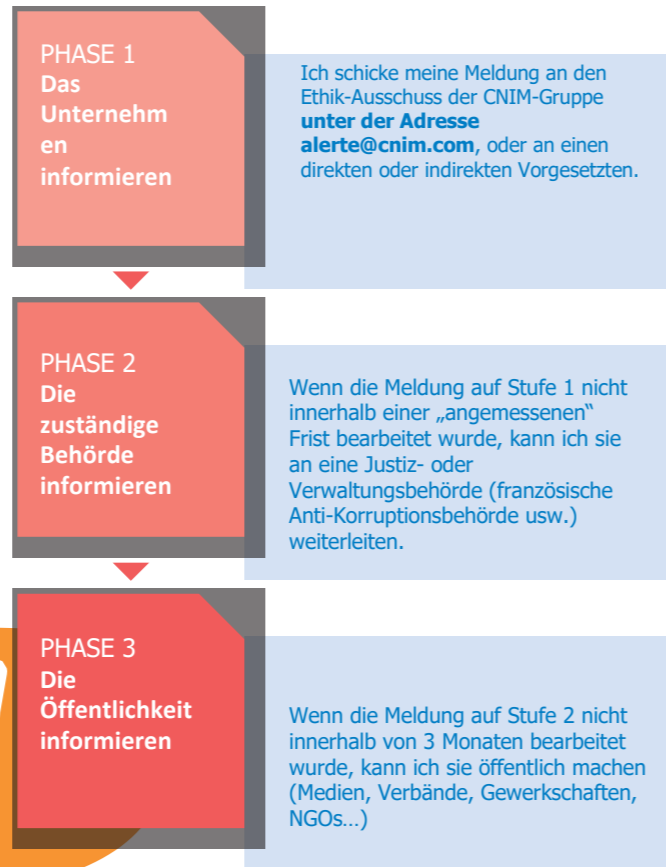 PHASE 1
Das
Unternehm
en
informieren
Ich schicke meine Meldung an den
Ethik-Ausschuss der CNIM-Gruppe
unter der Adresse
alerte@cnim.com, oder an einen
direkten oder indirekten Vorgesetzten.
PHASE 2
Die
zuständige
Behörde
informieren
Wenn die Meldung auf Stufe 1 nicht
innerhalb einer „angemessenen“
Frist bearbeitet wurde, kann ich sie
an eine Justiz- oder
Verwaltungsbehörde (französische
Anti-Korruptionsbehörde usw.)
weiterleiten.
PHASE 3
Die
Öffentlichkeit
informieren
Wenn die Meldung auf Stufe 2 nicht
innerhalb von 3 Monaten bearbeitet
wurde, kann ich sie öffentlich machen
(Medien, Verbände, Gewerkschaften,
NGOs…)